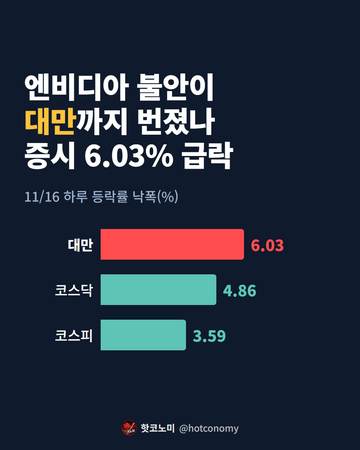 엔비디아 불안이
대만까지 번졌나
증시 6.03% 급락
11/16 하루 등락률 낙폭(%)
대만 6.03
코스닥 4.86
코스피 3.59
핫코노미 @hotconomy